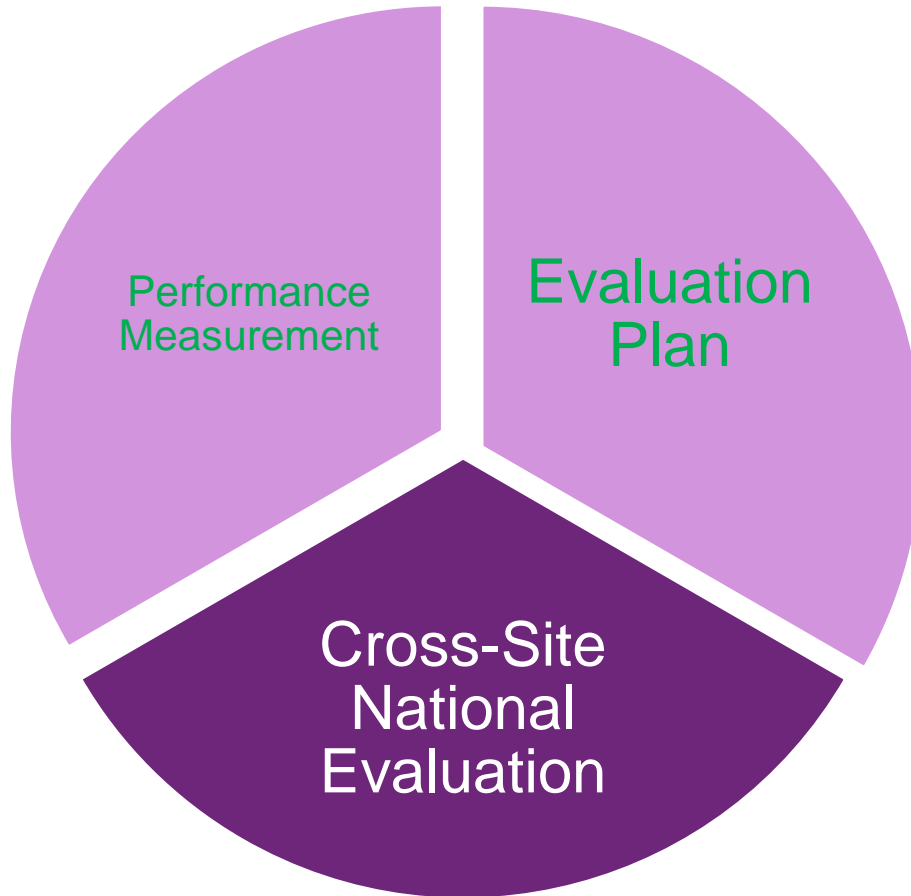 Performance
Measurement
Evaluation
Plan
Cross-Site
National
Evaluation